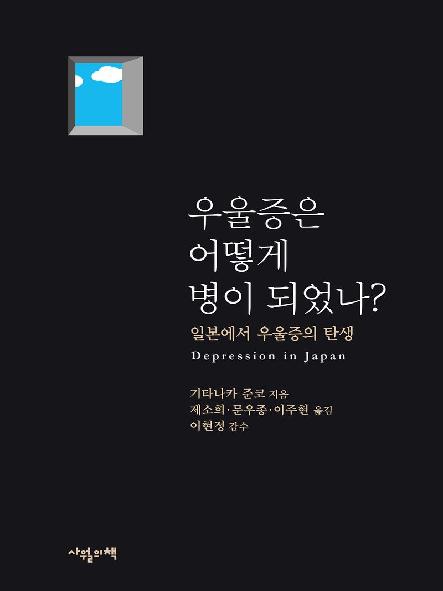 우울증은
어떻게
병이 되었나?
일본에서 우울증의 탄생
Depression in Japan
기타나카 준코 지음
제소희·문우종·이주현 옮김
이현정 감수
사월의책